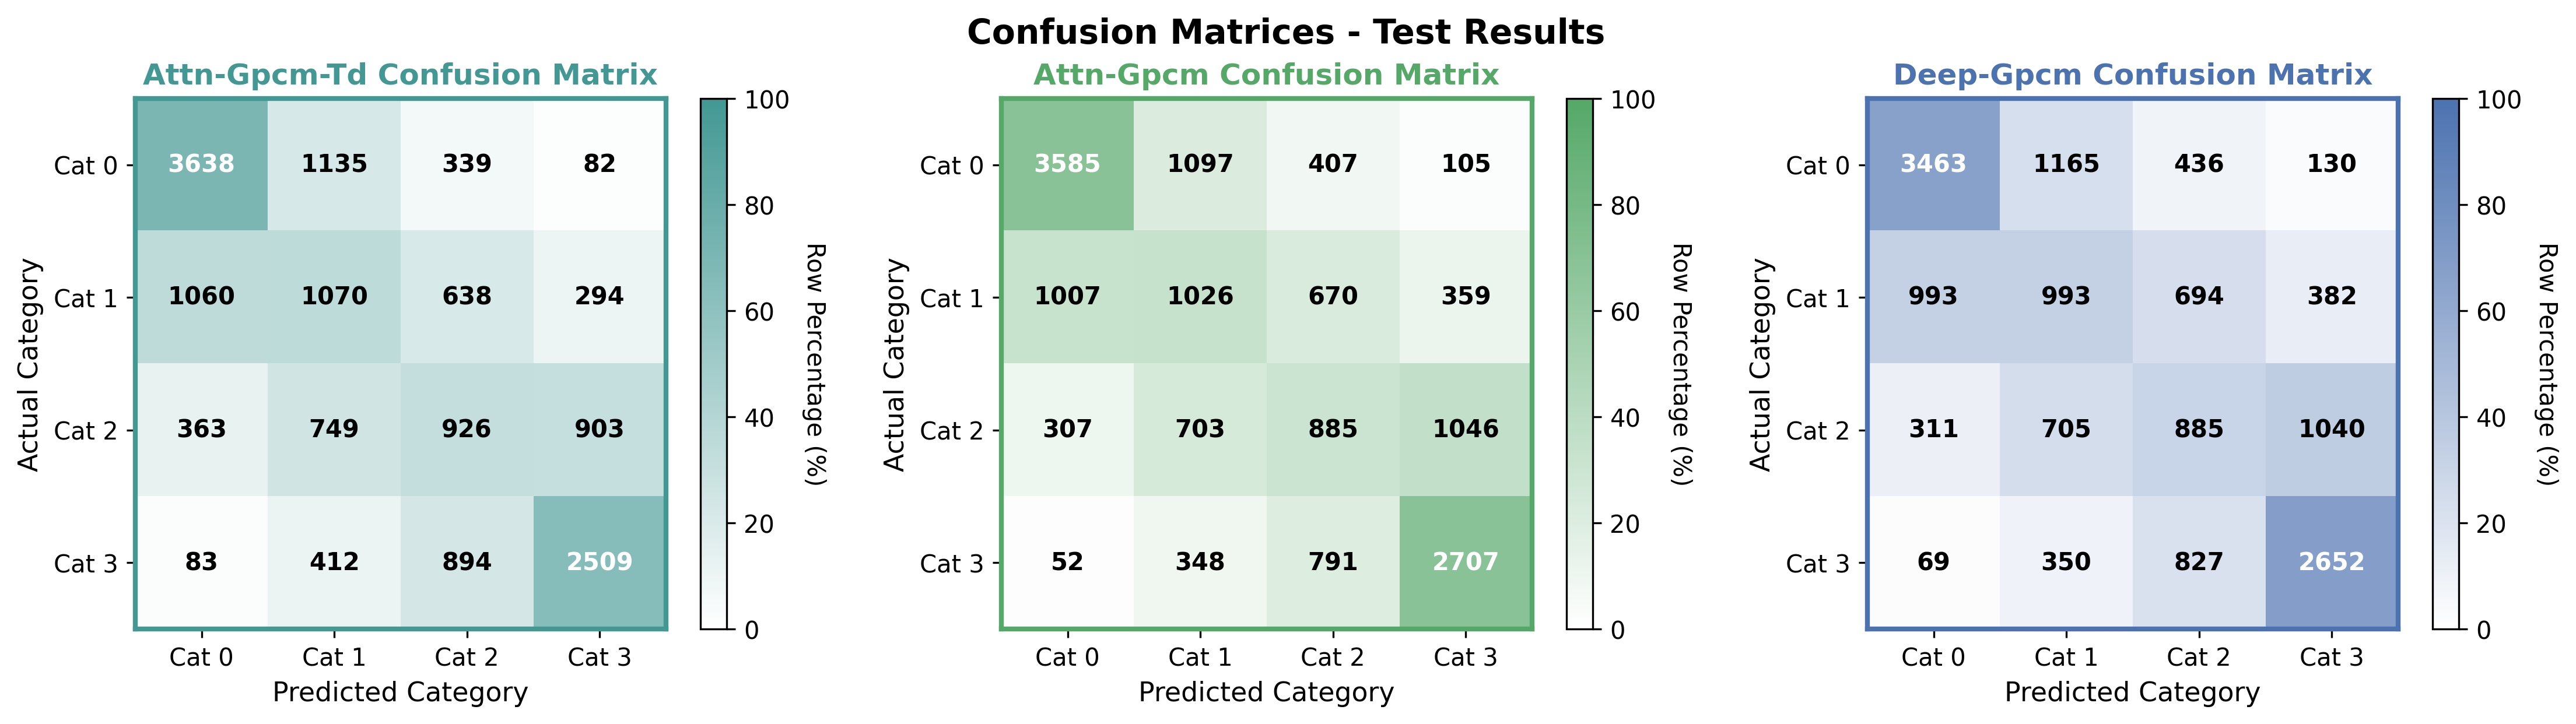 Confusion Matrices - Test Results
Attn-Gpcm-Td Confusion Matrix
Actual Category
Cat 0 3638 1135 339 82
Cat 1 1060 1070 638 294
Cat 2 363 749 926 903
Cat 3 83 412 894 2509
Cat 0 Cat 1 Cat 2 Cat 3
Predicted Category
100
80
60
40
20
0
Row Percentage (%)
Attn-Gpcm Confusion Matrix
Actual Category
Cat 0 3585 1097 407 105
Cat 1 1007 1026 670 359
Cat 2 307 703 885 1046
Cat 3 52 348 791 2707
Cat 0 Cat 1 Cat 2 Cat 3
Predicted Category
100
80
60
40
20
0
Row Percentage (%)
Deep-Gpcm Confusion Matrix
Actual Category
Cat 0 3463 1165 436 130
Cat 1 993 993 694 382
Cat 2 311 705 885 1040
Cat 3 69 350 827 2652
Cat 0 Cat 1 Cat 2 Cat 3
Predicted Category
100
80
60
40
20
0
Row Percentage (%)